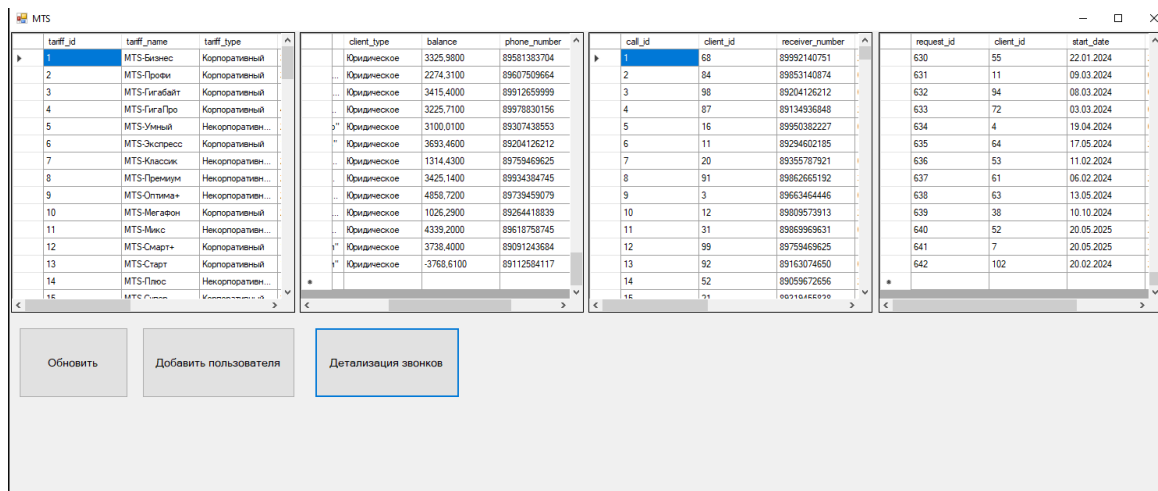 MTS
tariff_id tariff_name tariff_type client_type balance phone_number call_id client_id receiver_number request_id client_id start_date
1 MTS-Бизнес Корпоративный Юридическое 3325,9800 89581383704 1 68 89992140751 630 55 22.01.2024
2 MTS-Профи Корпоративный ... Юридическое 2274,3100 89607509664 2 84 89853140874 631 11 09.03.2024
3 MTS-Гигабайт Корпоративный ... Юридическое 3415,4000 89912659999 3 98 89204126212 632 94 08.03.2024
4 MTS-ГигаПро Корпоративный Юридическое 3225,7100 89978830156 4 87 89134936848 633 72 03.03.2024
5 MTS-Умный Некорпоративн... Юридическое 3100,0100 89307438553 5 16 89950382227 634 4 19.04.2024
6 MTS-Экспресс Корпоративный " Юридическое 3693,4600 89204126212 6 11 89294602185 635 64 17.05.2024
7 MTS-Классик Некорпоративн... Юридическое 1314,4300 89759469625 7 20 89355787921 636 53 11.02.2024
8 MTS-Премиум Некорпоративн... Юридическое 3425,1400 89934384745 8 91 89862665192 637 61 06.02.2024
9 MTS-Оптима+ Некорпоративн... Юридическое 4858,7200 89739459079 9 3 89663464446 638 63 13.05.2024
10 MTS-Мегафон Корпоративный Юридическое 1026,2900 89264418839 10 12 89809573913 639 38 10.10.2024
11 MTS-Микс Некорпоративн... Юридическое 4339,2000 89618758745 11 31 89869969631 640 52 20.05.2025
12 MTS-Смарт+ Корпоративный Юридическое 3738,4000 89091243684 12 99 89759469625 641 7 20.05.2025
13 MTS-Старт Корпоративный Юридическое -3768,6100 89112584117 13 92 89163074650 642 102 20.02.2024
14 MTS-Плюс Некорпоративн... 14 52 89059672656
15 MTS-Супер Корпоративный 15 21
Обновить Добавить пользователя Детализация звонков